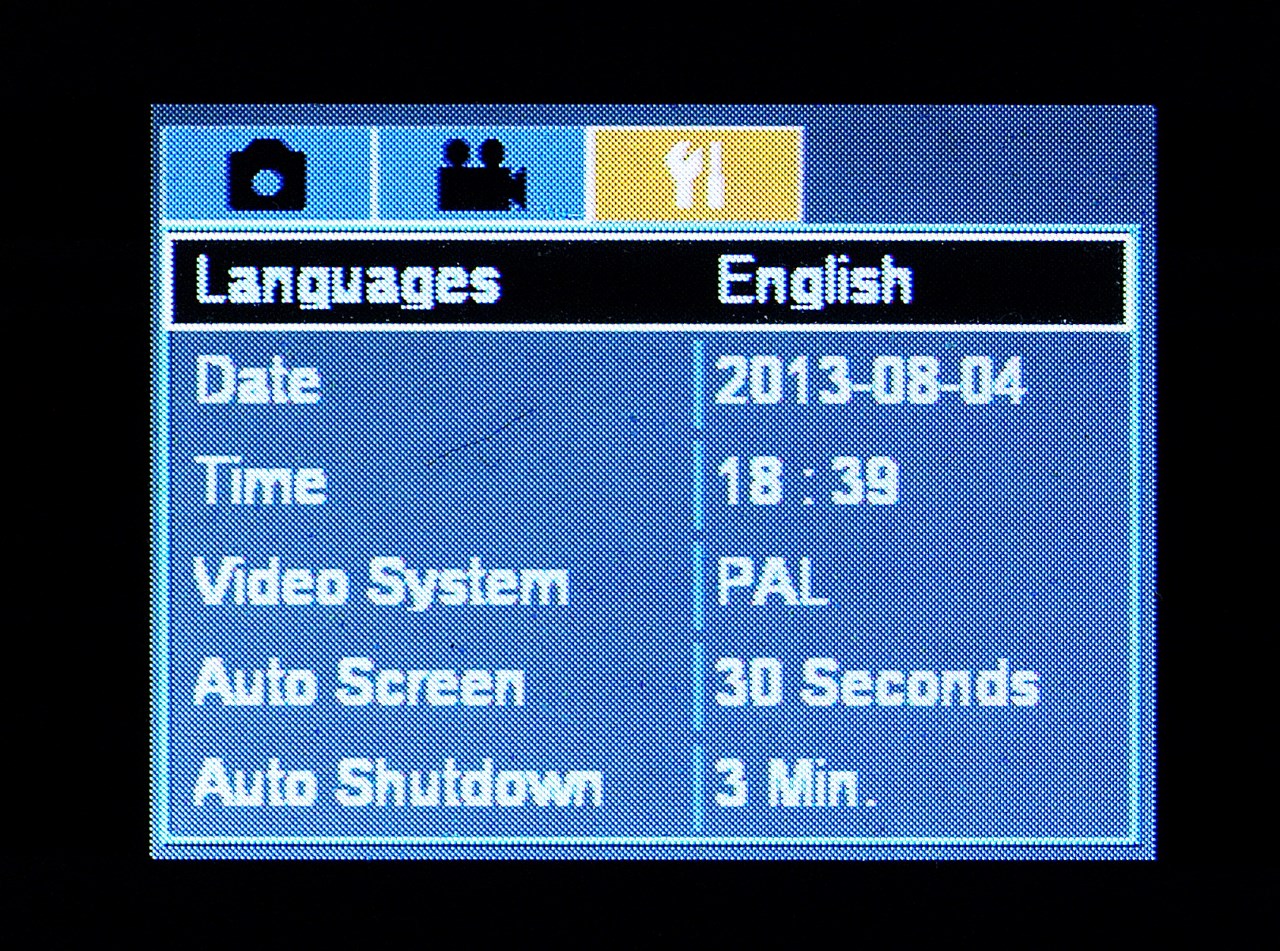 Languages English
Date 2013-08-04
Time 18 : 39
Video System PAL
Auto Screen 30 Seconds
Auto Shutdown 3 Min.